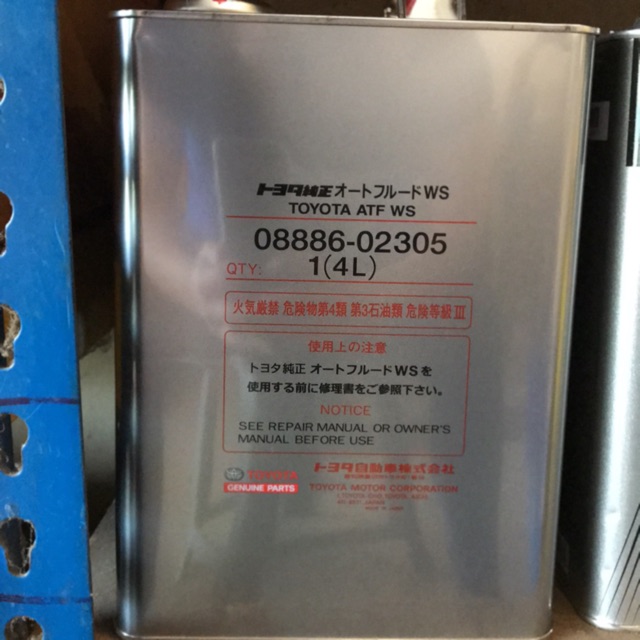 トヨタ純正オートフルードWS
TOYOTA ATF WS
08886-02305
QTY: 1(4L)
火気厳禁 危険物第4類 第3石油類 危険等級 III
使用上の注意
トヨタ純正 オートフルードWSを
使用する前に修理書をご参照下さい。
NOTICE
SEE REPAIR MANUAL OR OWNER'S
MANUAL BEFORE USE
TOYOTA
GENUINE PARTS
トヨタ自動車株式会社
TOYOTA MOTOR CORPORATION